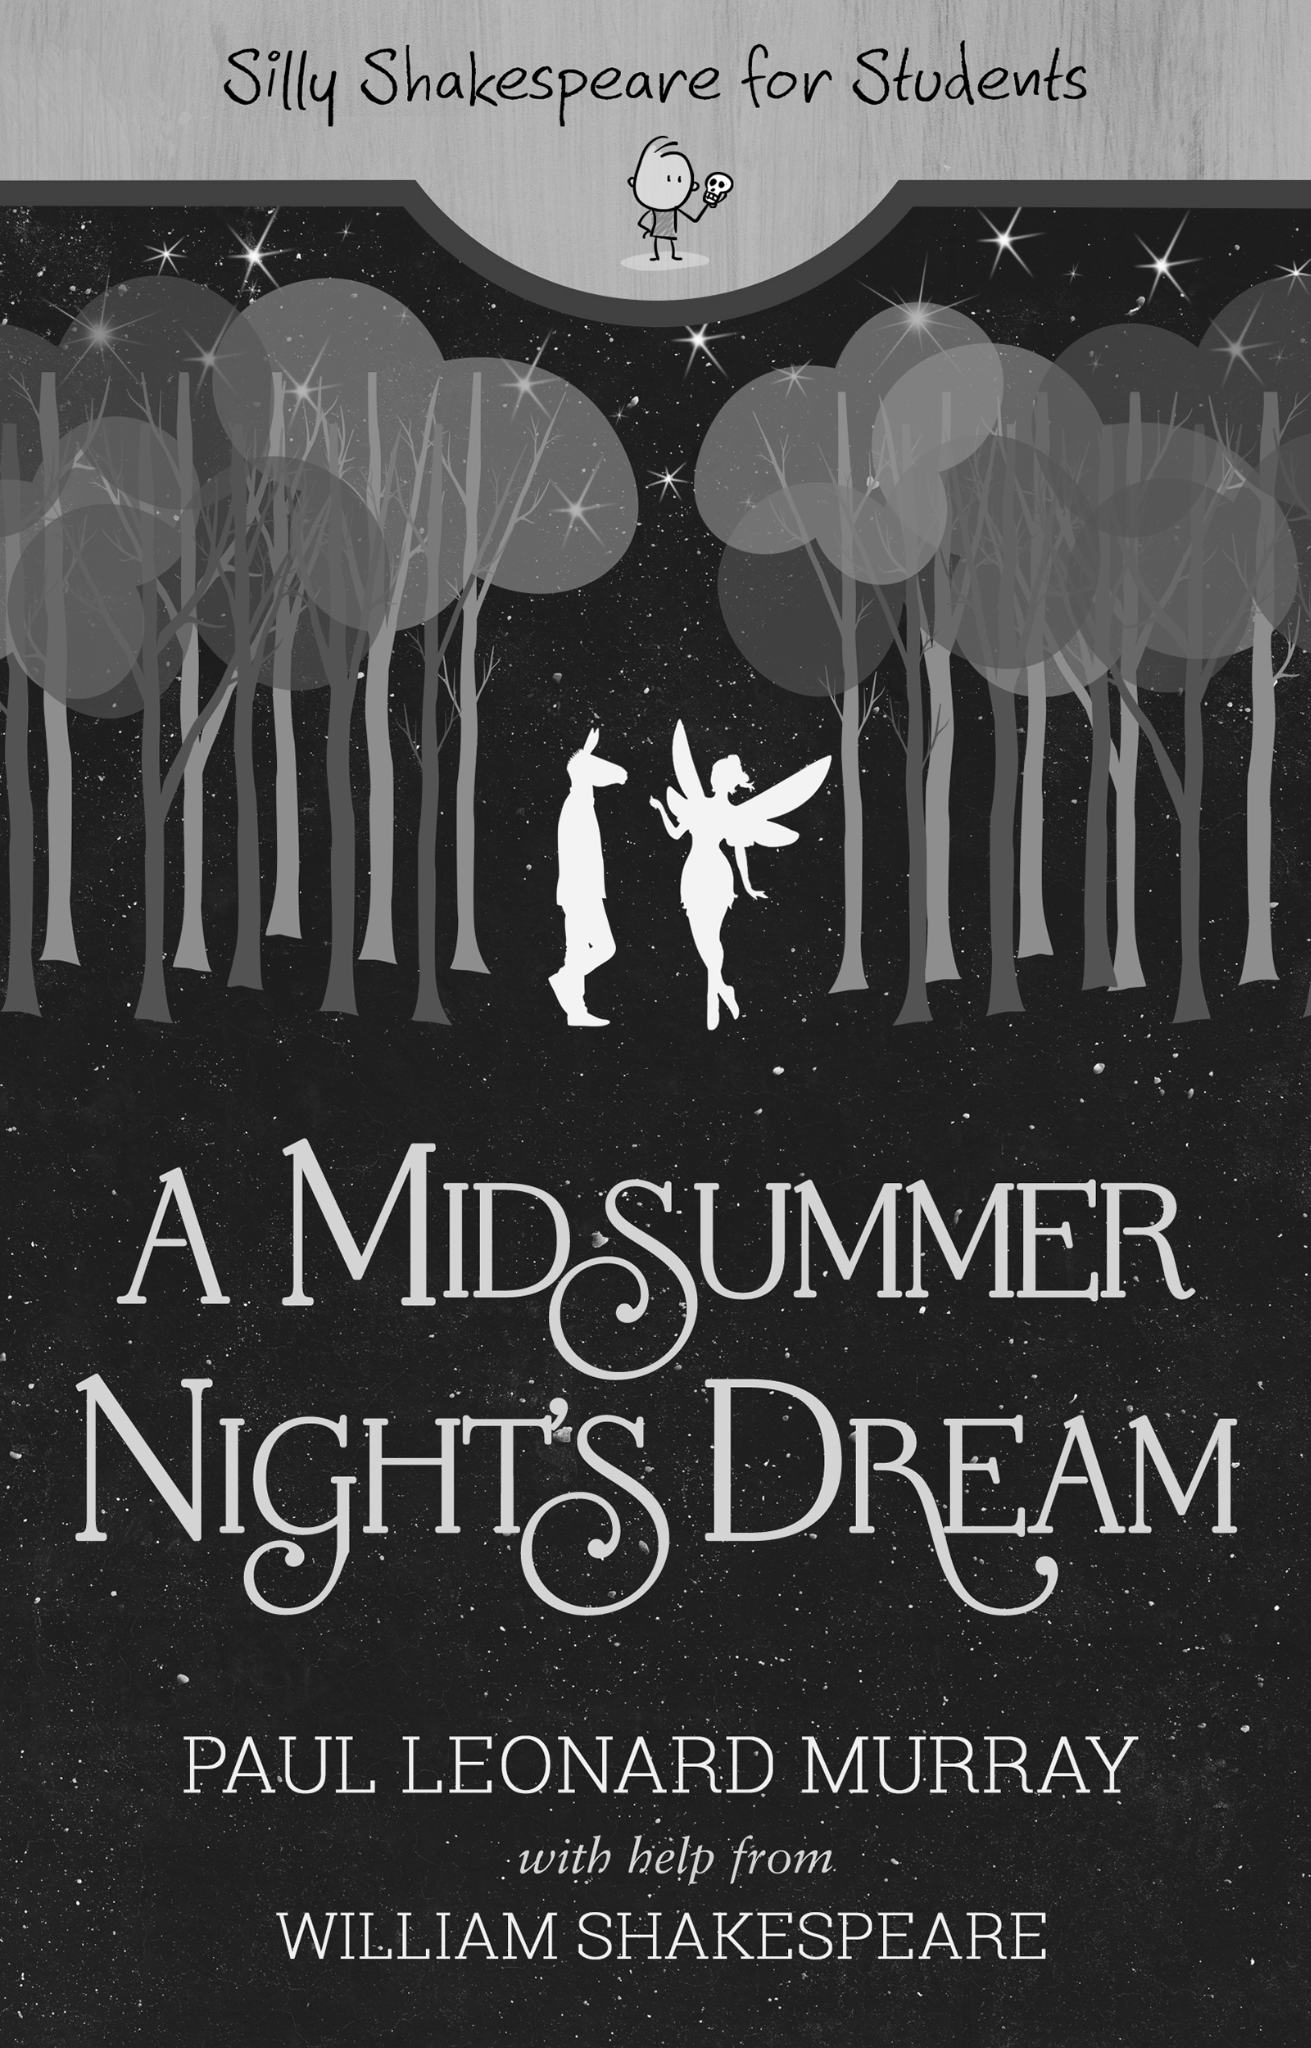 Silly Shakespeare for Students
A MIDSUMMER
NIGHT'S DREAM
PAUL LEONARD MURRAY
with help from
WILLIAM SHAKESPEARE